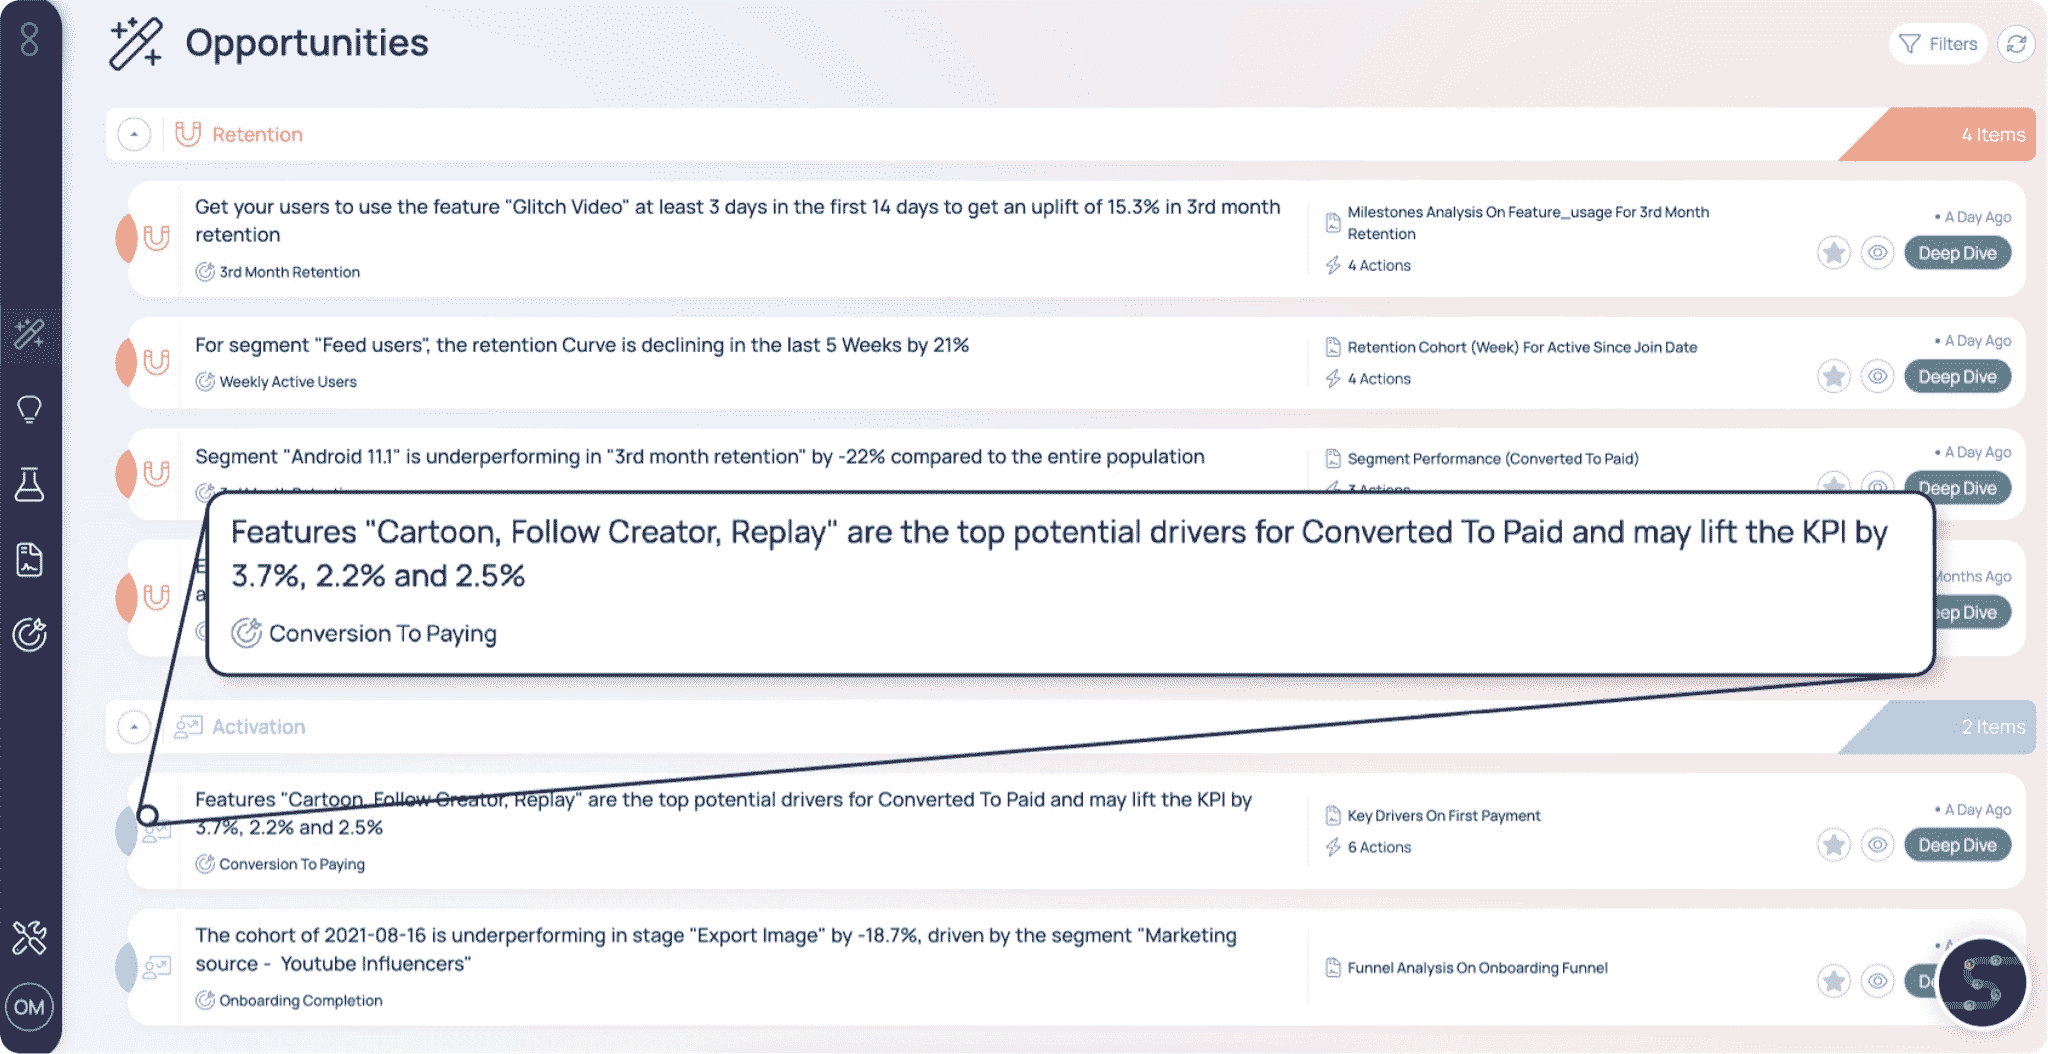 Opportunities
Filters
Retention
4 Items
Get your users to use the feature "Glitch Video" at least 3 days in the first 14 days to get an uplift of 15.3% in 3rd month
retention
3rd Month Retention
Milestones Analysis On Feature_usage For 3rd Month
Retention
4 Actions
• A Day Ago
Deep Dive
For segment "Feed users", the retention Curve is declining in the last 5 Weeks by 21%
Weekly Active Users
Retention Cohort (Week) For Active Since Join Date
4 Actions
• A Day Ago
Deep Dive
Segment "Android 11.1" is underperforming in "3rd month retention" by -22% compared to the entire population
Segment Performance (Converted To Paid)
3 Actions
• A Day Ago
Deep Dive
Features "Cartoon, Follow Creator, Replay" are the top potential drivers for Converted To Paid and may lift the KPI by
3.7%, 2.2% and 2.5%
Conversion To Paying
Months Ago
Deep Dive
Activation
2 Items
Features "Cartoon, Follow Creator, Replay" are the top potential drivers for Converted To Paid and may lift the KPI by
3.7%, 2.2% and 2.5%
Conversion To Paying
Key Drivers On First Payment
6 Actions
• A Day Ago
Deep Dive
The cohort of 2021-08-16 is underperforming in stage "Export Image" by -18.7%, driven by the segment "Marketing
source - Youtube Influencers"
Onboarding Completion
Funnel Analysis On Onboarding Funnel
OM